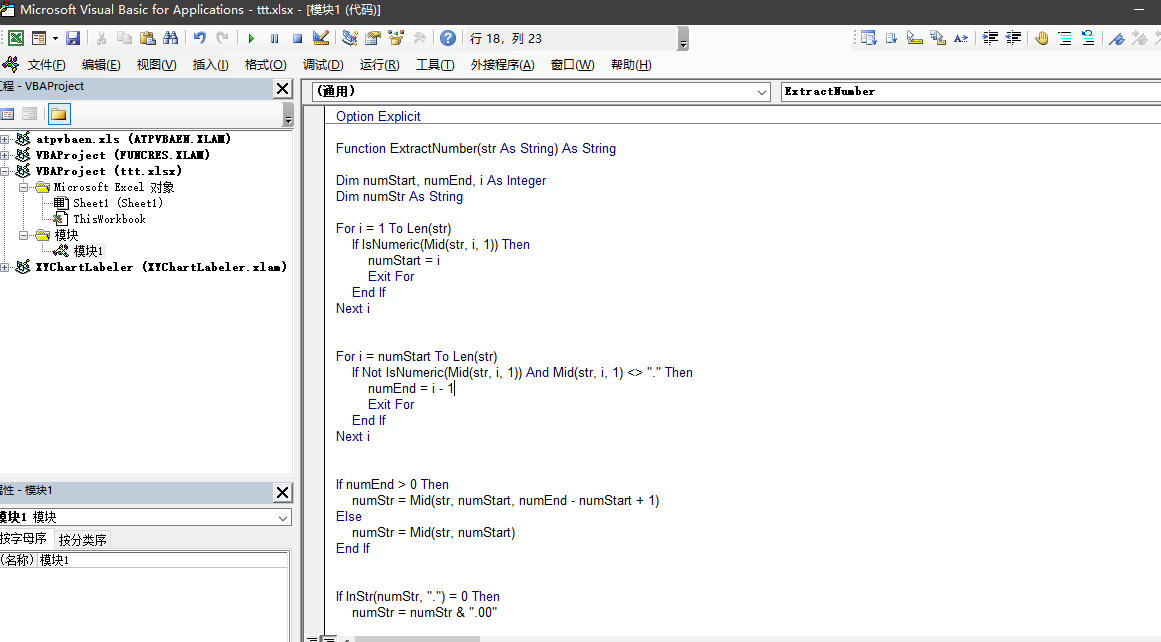 Microsoft Visual Basic for Applications - ttt.xlsx - [模块1 (代码)]
行 18，列 23
文件(F) 编辑(E) 视图(V) 插入(I) 格式(O) 调试(D) 运行(R) 工具(T) 外接程序(A) 窗口(W) 帮助(H)
程 - VBAProject
(通用)
ExtractNumber
atpvbaen.xls (ATPVBAEN.XLAM)
VBAProject (FUNCRES.XLAM)
VBAProject (ttt.xlsx)
Microsoft Excel 对象
Sheet1 (Sheet1)
ThisWorkbook
模块
模块1
XYChartLabeler (XYChartLabeler.xlam)
属性 - 模块1
模块1 模块
按字母序 按分类序
(名称) 模块1
Option Explicit
Function ExtractNumber(str As String) As String
Dim numStart, numEnd, i As Integer
Dim numStr As String
For i = 1 To Len(str)
If IsNumeric(Mid(str, i, 1)) Then
numStart = i
Exit For
End If
Next i
For i = numStart To Len(str)
If Not IsNumeric(Mid(str, i, 1)) And Mid(str, i, 1) <> "." Then
numEnd = i - 1
Exit For
End If
Next i
If numEnd > 0 Then
numStr = Mid(str, numStart, numEnd - numStart + 1)
Else
numStr = Mid(str, numStart)
End If
If InStr(numStr, ".") = 0 Then
numStr = numStr & ".00"